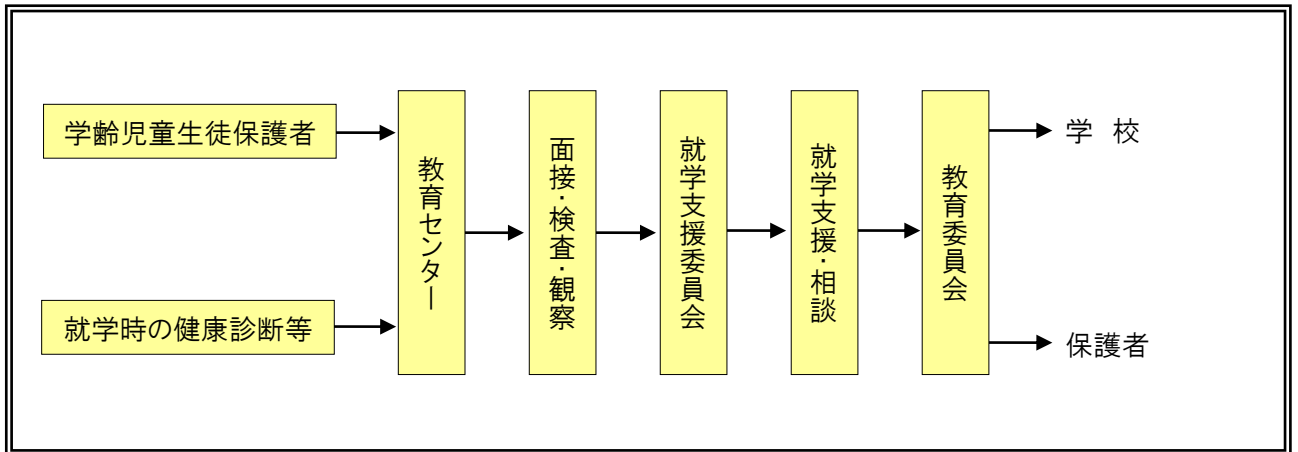 学齢児童生徒保護者
就学時の健康診断等
教育センター
面接・検査・観察
就学支援委員会
就学支援・相談
教育委員会
学 校
保護者